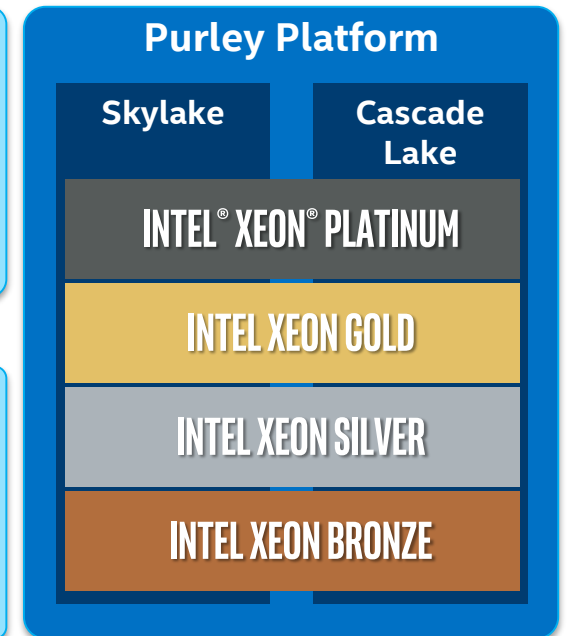 Purley Platform
Skylake
Cascade
Lake
INTEL® XEON® PLATINUM
INTEL XEON GOLD
INTEL XEON SILVER
INTEL XEON BRONZE